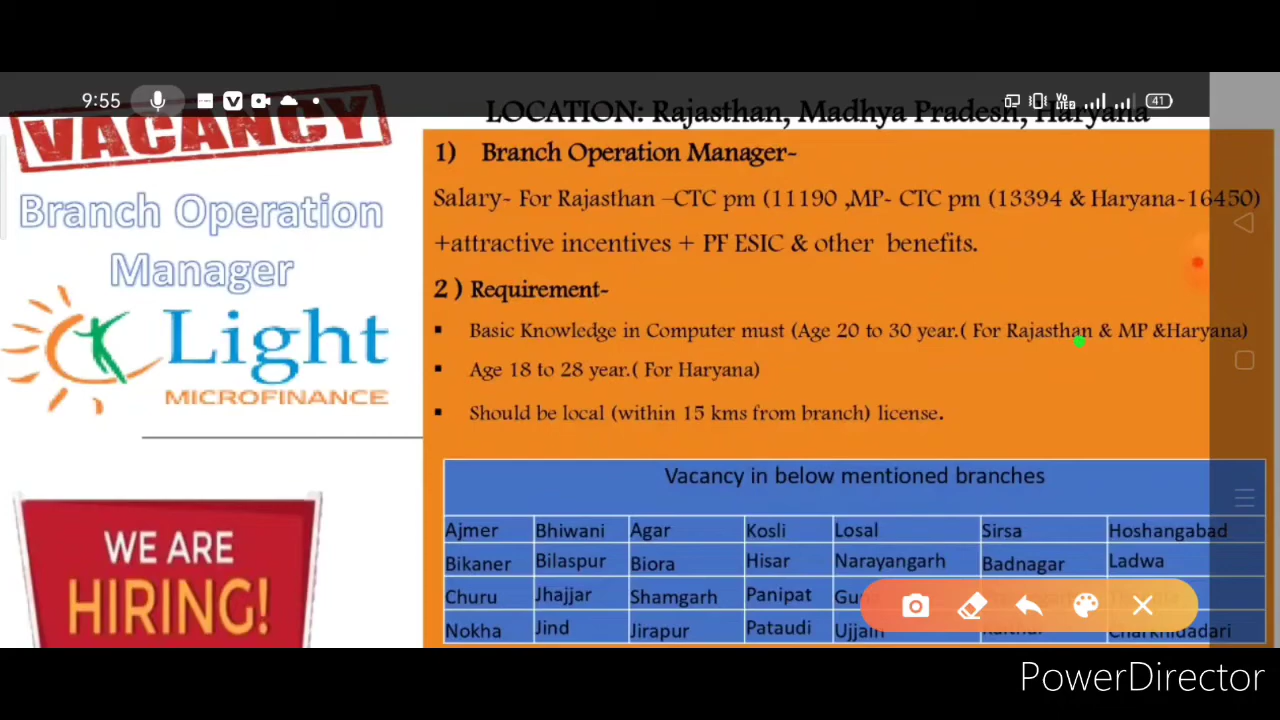 9:55
Vo
LTE
41
VACANCY
Branch Operation
Manager
Light
MICROFINANCE
WE ARE
HIRING!
LOCATION: Rajasthan, Madhya Pradesh, Haryana
1) Branch Operation Manager-
Salary- For Rajasthan –CTC pm (11190 ,MP- CTC pm (13394 & Haryana-16450)
+attractive incentives + PF ESIC & other benefits.
2 ) Requirement-
▪ Basic Knowledge in Computer must (Age 20 to 30 year.( For Rajasthan & MP &Haryana)
▪ Age 18 to 28 year.( For Haryana)
▪ Should be local (within 15 kms from branch) license.
Vacancy in below mentioned branches
Ajmer Bhiwani Agar Kosli Losal Sirsa Hoshangabad
Bikaner Bilaspur Biora Hisar Narayangarh Badnagar Ladwa
Churu Jhajjar Shamgarh Panipat
Nokha Jind Jirapur Pataudi Ujjain Charkhidadari
PowerDirector